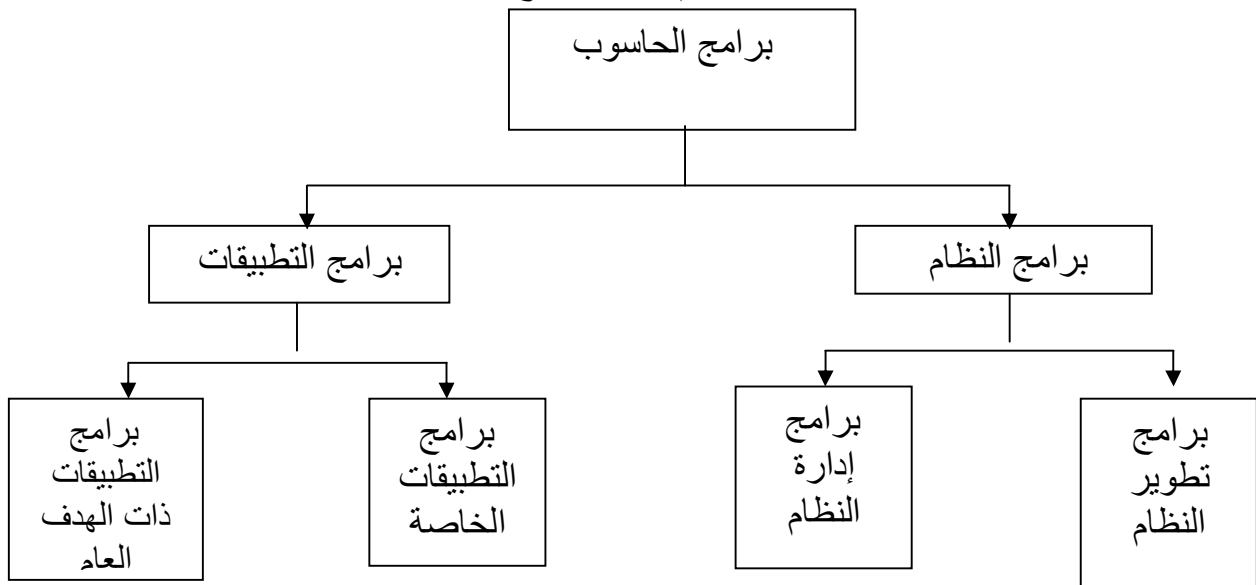 برامج الحاسوب
برامج النظام
برامج التطبيقات
برامج
تطوير
النظام
برامج
إدارة
النظام
برامج
التطبيقات
الخاصة
برامج
التطبيقات
ذات الهدف
العام